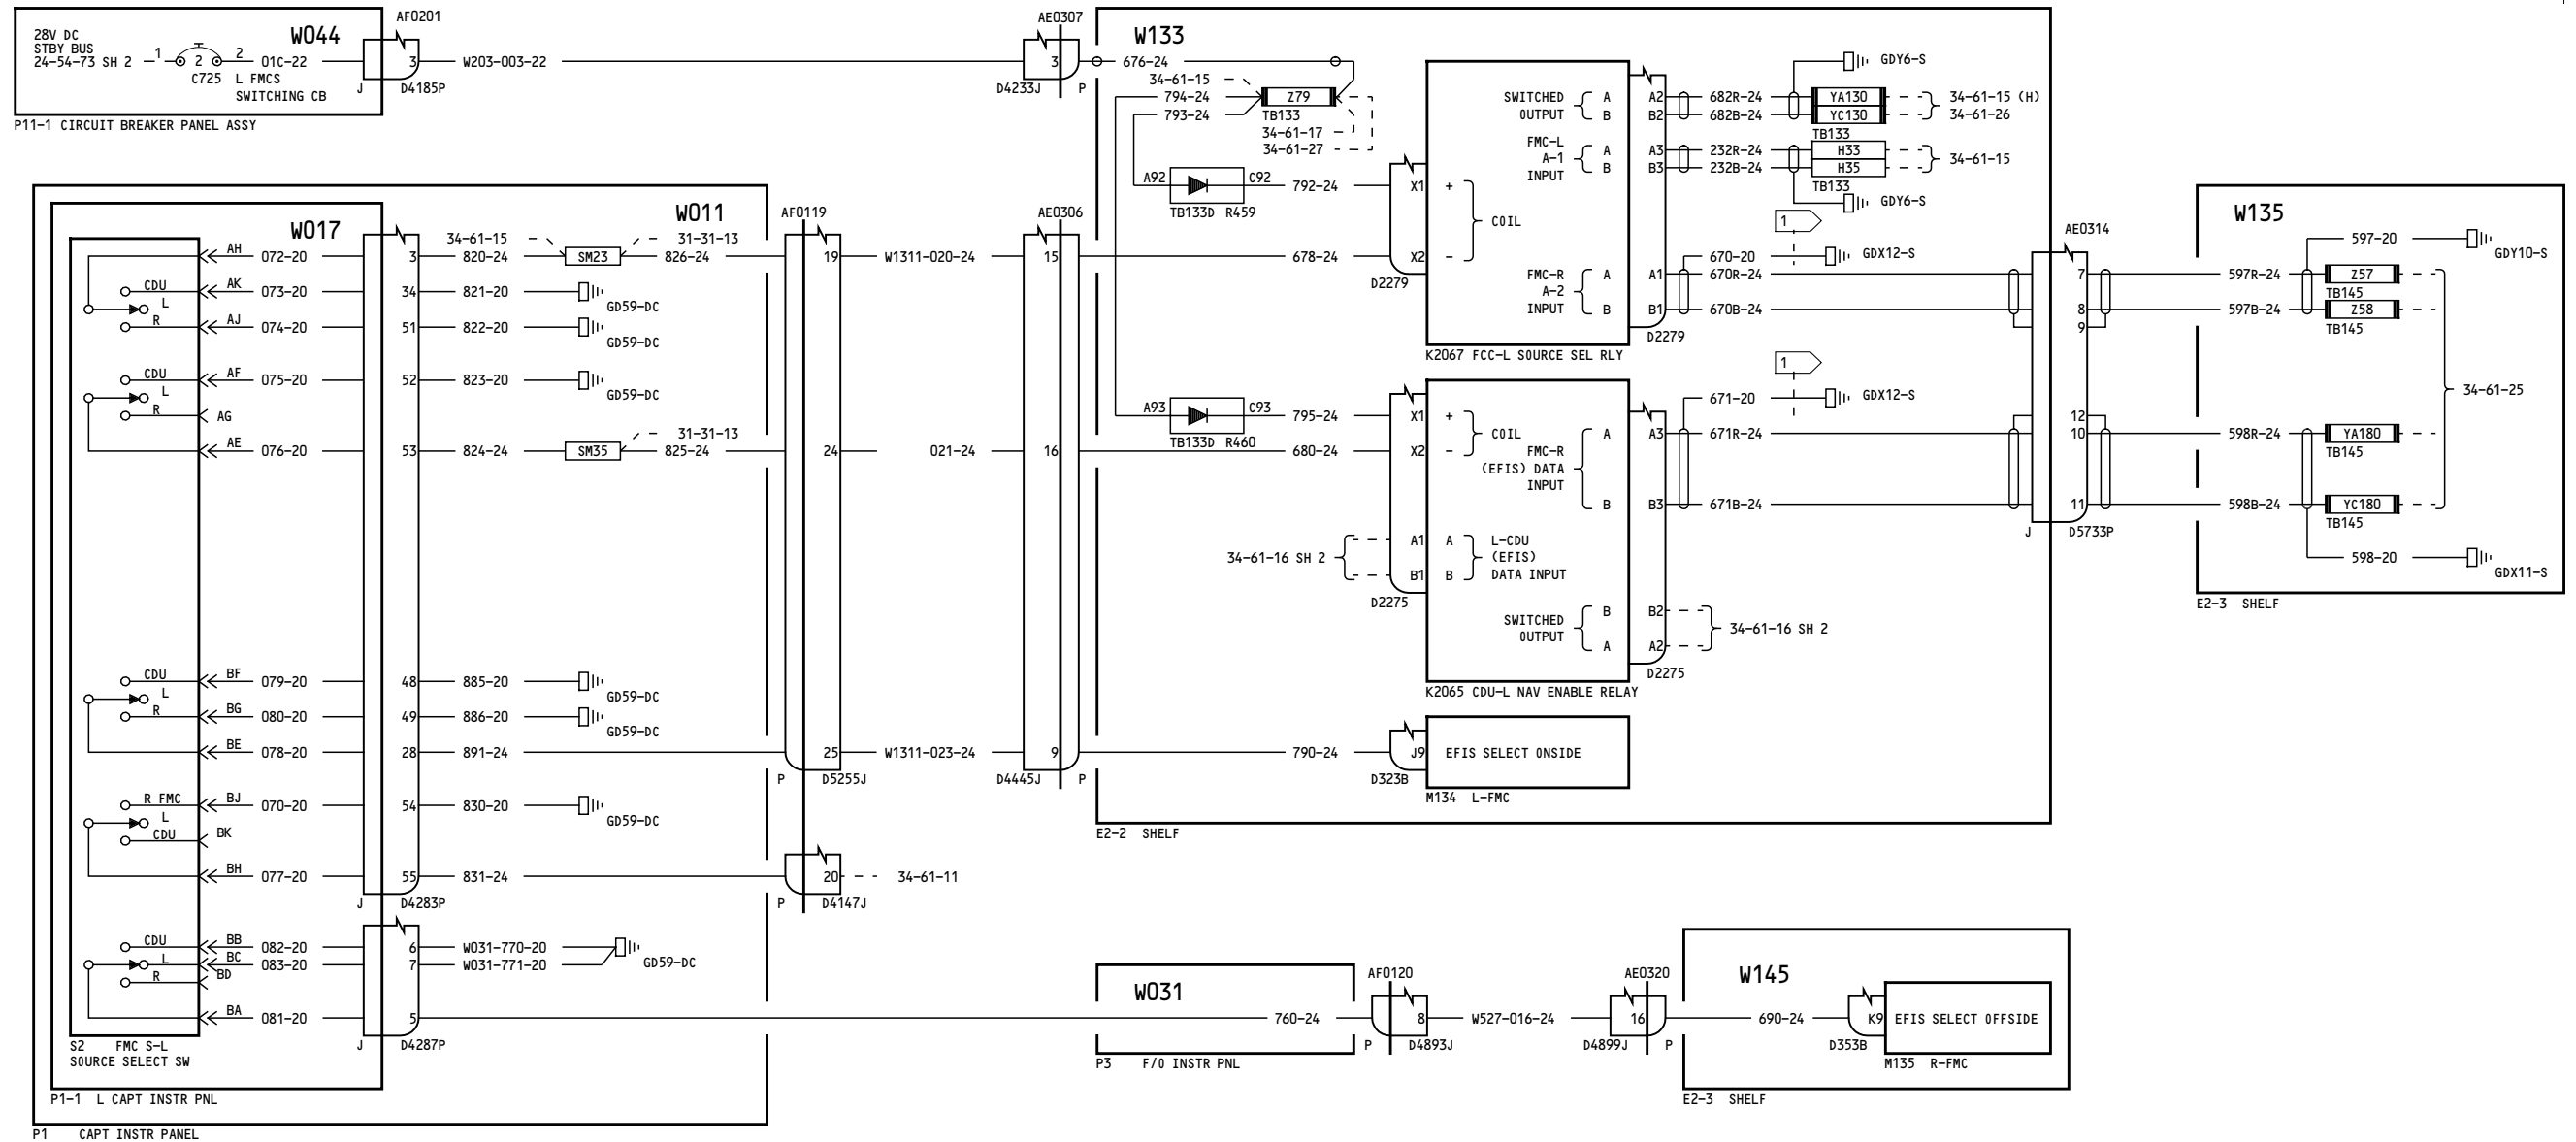 28V DC
STBY BUS
24-54-73 SH 2
1
2
2
C725
L FMCS
SWITCHING CB
01C-22
W044
AF0201
3
J
D4185P
W203-003-22
P11-1 CIRCUIT BREAKER PANEL ASSY
AE0307
3
D4233J
P
W133
676-24
34-61-15
794-24
793-24
Z79
TB133
34-61-17
34-61-27
A92
C92
TB133D R459
792-24
X1
X2
+
-
COIL
D2279
678-24
SWITCHED
OUTPUT
A
B
FMC-L
A-1
INPUT
A
B
FMC-R
A-2
INPUT
A
B
A2
B2
A3
B3
A1
B1
D2279
K2067 FCC-L SOURCE SEL RLY
682R-24
682B-24
232R-24
232B-24
GDY6-S
YA130
YC130
TB133
H33
H35
TB133
GDY6-S
34-61-15 (H)
34-61-26
34-61-15
1
670-20
GDX12-S
670R-24
670B-24
1
671-20
GDX12-S
671R-24
671B-24
A93
C93
TB133D R460
795-24
680-24
X1
X2
+
-
COIL
FMC-R
(EFIS) DATA
INPUT
A
B
A3
B3
34-61-16 SH 2
A1
B1
A
B
L-CDU
(EFIS)
DATA INPUT
D2275
SWITCHED
OUTPUT
B
A
B2
A2
34-61-16 SH 2
D2275
K2065 CDU-L NAV ENABLE RELAY
790-24
J9
D323B
EFIS SELECT ONSIDE
M134 L-FMC
E2-2 SHELF
AE0314
7
8
9
12
10
11
J
D5733P
W135
597-20
GDY10-S
597R-24
Z57
TB145
597B-24
Z58
TB145
34-61-25
598R-24
YA180
TB145
598B-24
YC180
TB145
598-20
GDX11-S
E2-3 SHELF
W017
W011
AF0119
AE0306
AH
072-20
3
34-61-15
820-24
SM23
31-31-13
826-24
19
W1311-020-24
15
CDU
AK
073-20
34
821-20
GD59-DC
L
R
AJ
074-20
51
822-20
GD59-DC
CDU
AF
075-20
52
823-20
GD59-DC
L
R
AG
AE
076-20
53
824-24
SM35
31-31-13
825-24
24
021-24
16
CDU
BF
079-20
48
885-20
GD59-DC
L
R
BG
080-20
49
886-20
GD59-DC
BE
078-20
28
891-24
25
W1311-023-24
9
P
D5255J
D4445J
P
R FMC
BJ
070-20
54
830-20
GD59-DC
L
CDU
BK
BH
077-20
55
831-24
20
34-61-11
J
D4283P
P
D4147J
CDU
BB
082-20
6
W031-770-20
L
BC
083-20
7
W031-771-20
GD59-DC
R
BD
BA
081-20
5
J
D4287P
S2 FMC S-L
SOURCE SELECT SW
P1-1 L CAPT INSTR PNL
P1 CAPT INSTR PANEL
W031
760-24
P3 F/O INSTR PNL
AF0120
8
P
D4893J
W527-016-24
AE0320
16
D4899J
P
W145
690-24
K9
D353B
EFIS SELECT OFFSIDE
M135 R-FMC
E2-3 SHELF